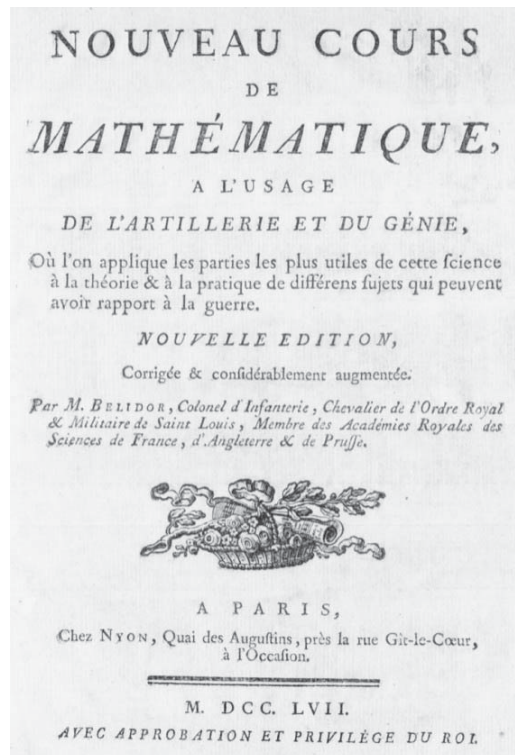 NOUVEAU COURS
DE
MATHÉMATIQUE,
A L'USAGE
DE L'ARTILLERIE ET DU GÉNIE,
Où l'on applique les parties les plus utiles de cette ſcience
à la théorie & à la pratique de différens ſujets qui peuvent
avoir rapport à la guerre.
NOUVELLE EDITION,
Corrigée & conſidérablement augmentée.
Par M. BELIDOR, Colonel d'Infanterie, Chevalier de l'Ordre Royal
& Militaire de Saint Louis, Membre des Académies Royales des
Sciences de France, d'Angleterre & de Pruſſe.
A PARIS,
Chez NYON, Quai des Auguſtins, près la rue Gît-le-Cœur,
à l'Occaſion.
M. DCC. LVII.
AVEC APPROBATION ET PRIVILÈGE DU ROI.